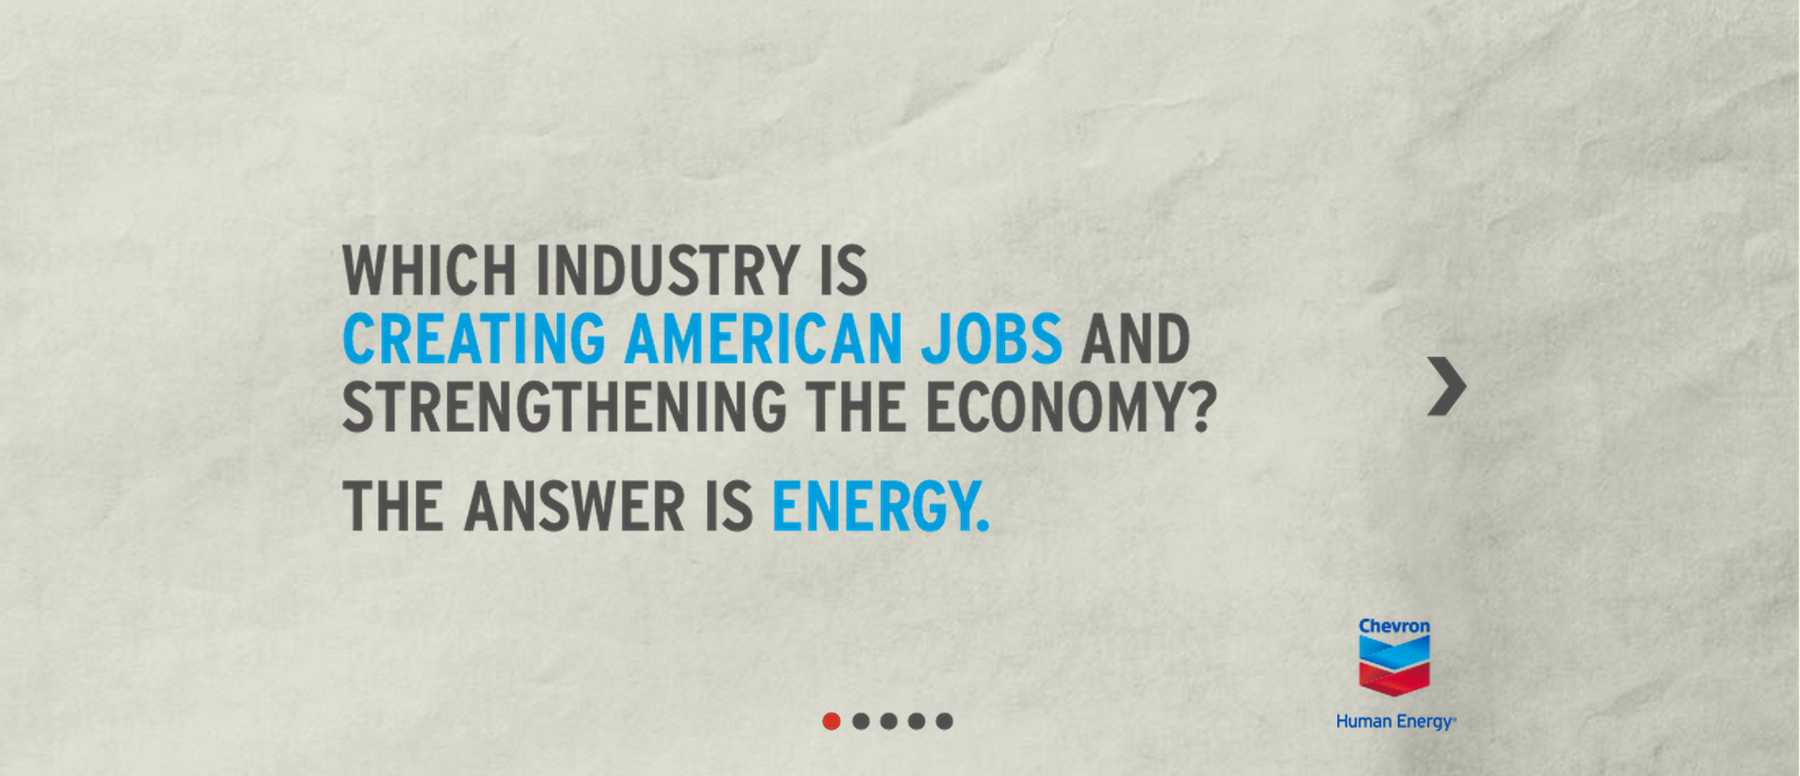 WHICH INDUSTRY IS
CREATING AMERICAN JOBS AND
STRENGTHENING THE ECONOMY?
THE ANSWER IS ENERGY.
Chevron
Human Energy®